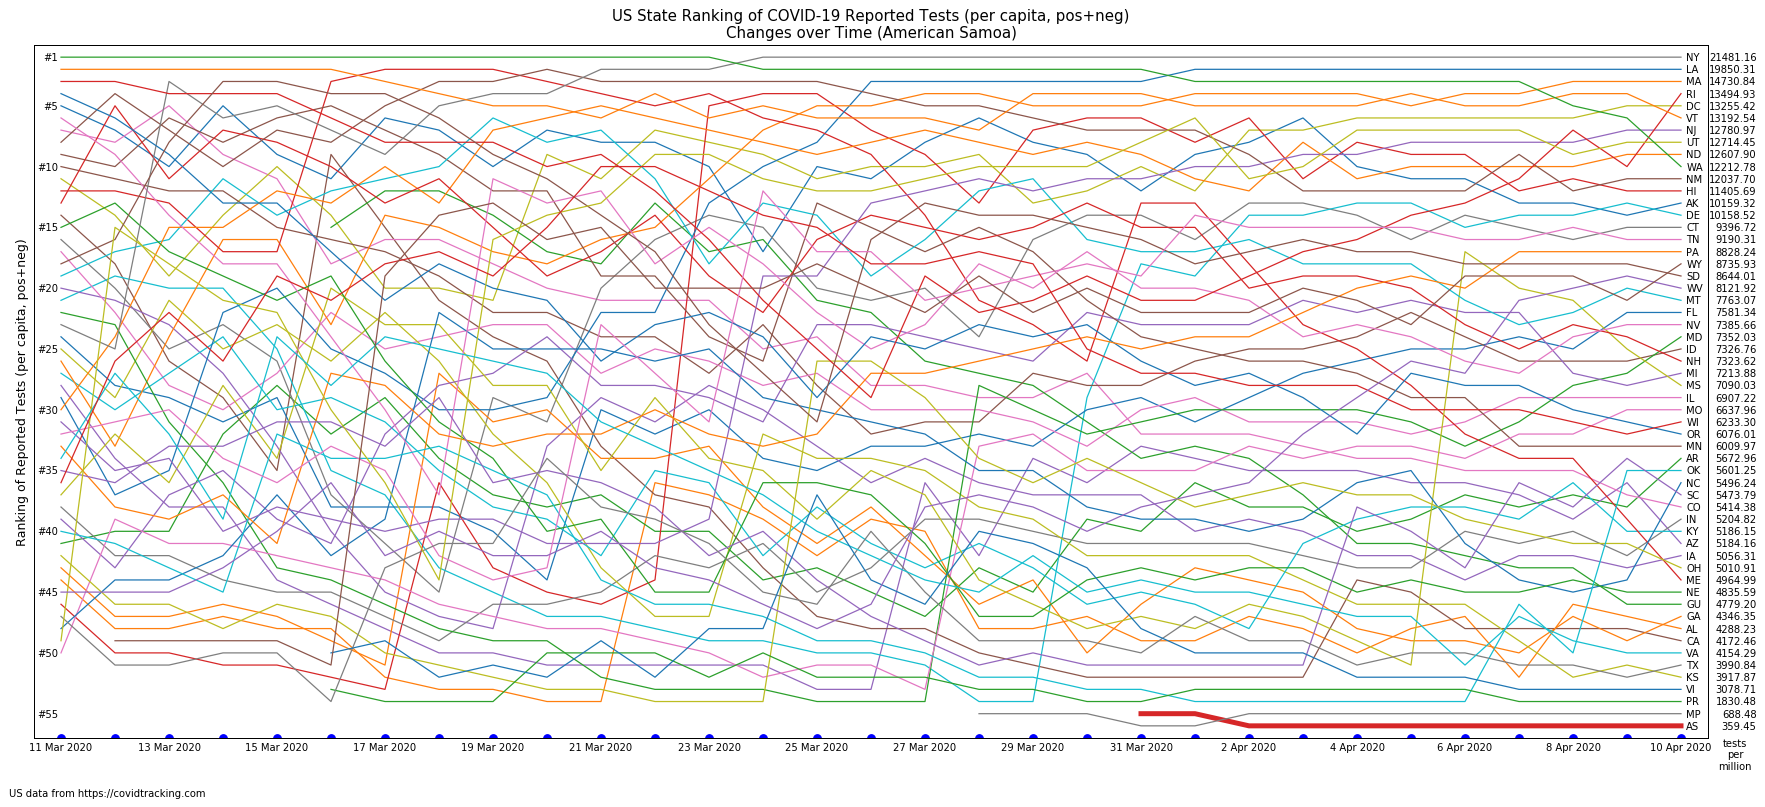 US State Ranking of COVID-19 Reported Tests (per capita, pos+neg)
Changes over Time (American Samoa)
Ranking of Reported Tests (per capita, pos+neg)
#1
#5
#10
#15
#20
#25
#30
#35
#40
#45
#50
#55
NY 21481.16
LA 19850.31
MA 14730.84
RI 13494.93
DC 13255.42
VT 13192.54
NJ 12780.97
UT 12714.45
ND 12607.90
WA 12212.78
NM 12037.70
HI 11405.69
AK 10159.32
DE 10158.52
CT 9396.72
TN 9190.31
PA 8828.24
WY 8735.93
SD 8644.01
WV 8121.92
MT 7763.07
FL 7581.34
NV 7385.66
MD 7352.03
ID 7326.76
NH 7323.62
MI 7213.88
MS 7090.03
IL 6907.22
MO 6637.96
WI 6233.30
OR 6076.01
MN 6009.97
AR 5672.96
OK 5601.25
NC 5496.24
SC 5473.79
CO 5414.38
IN 5204.82
KY 5186.15
AZ 5184.16
IA 5056.31
OH 5010.91
ME 4964.99
NE 4835.59
GU 4779.20
GA 4346.35
AL 4288.23
CA 4172.46
VA 4154.29
TX 3990.84
KS 3917.87
VI 3078.71
PR 1830.48
MP 688.48
AS 359.45
11 Mar 2020 13 Mar 2020 15 Mar 2020 17 Mar 2020 19 Mar 2020 21 Mar 2020 23 Mar 2020 25 Mar 2020 27 Mar 2020 29 Mar 2020 31 Mar 2020 2 Apr 2020 4 Apr 2020 6 Apr 2020 8 Apr 2020 10 Apr 2020
tests
per
million
US data from https://covidtracking.com